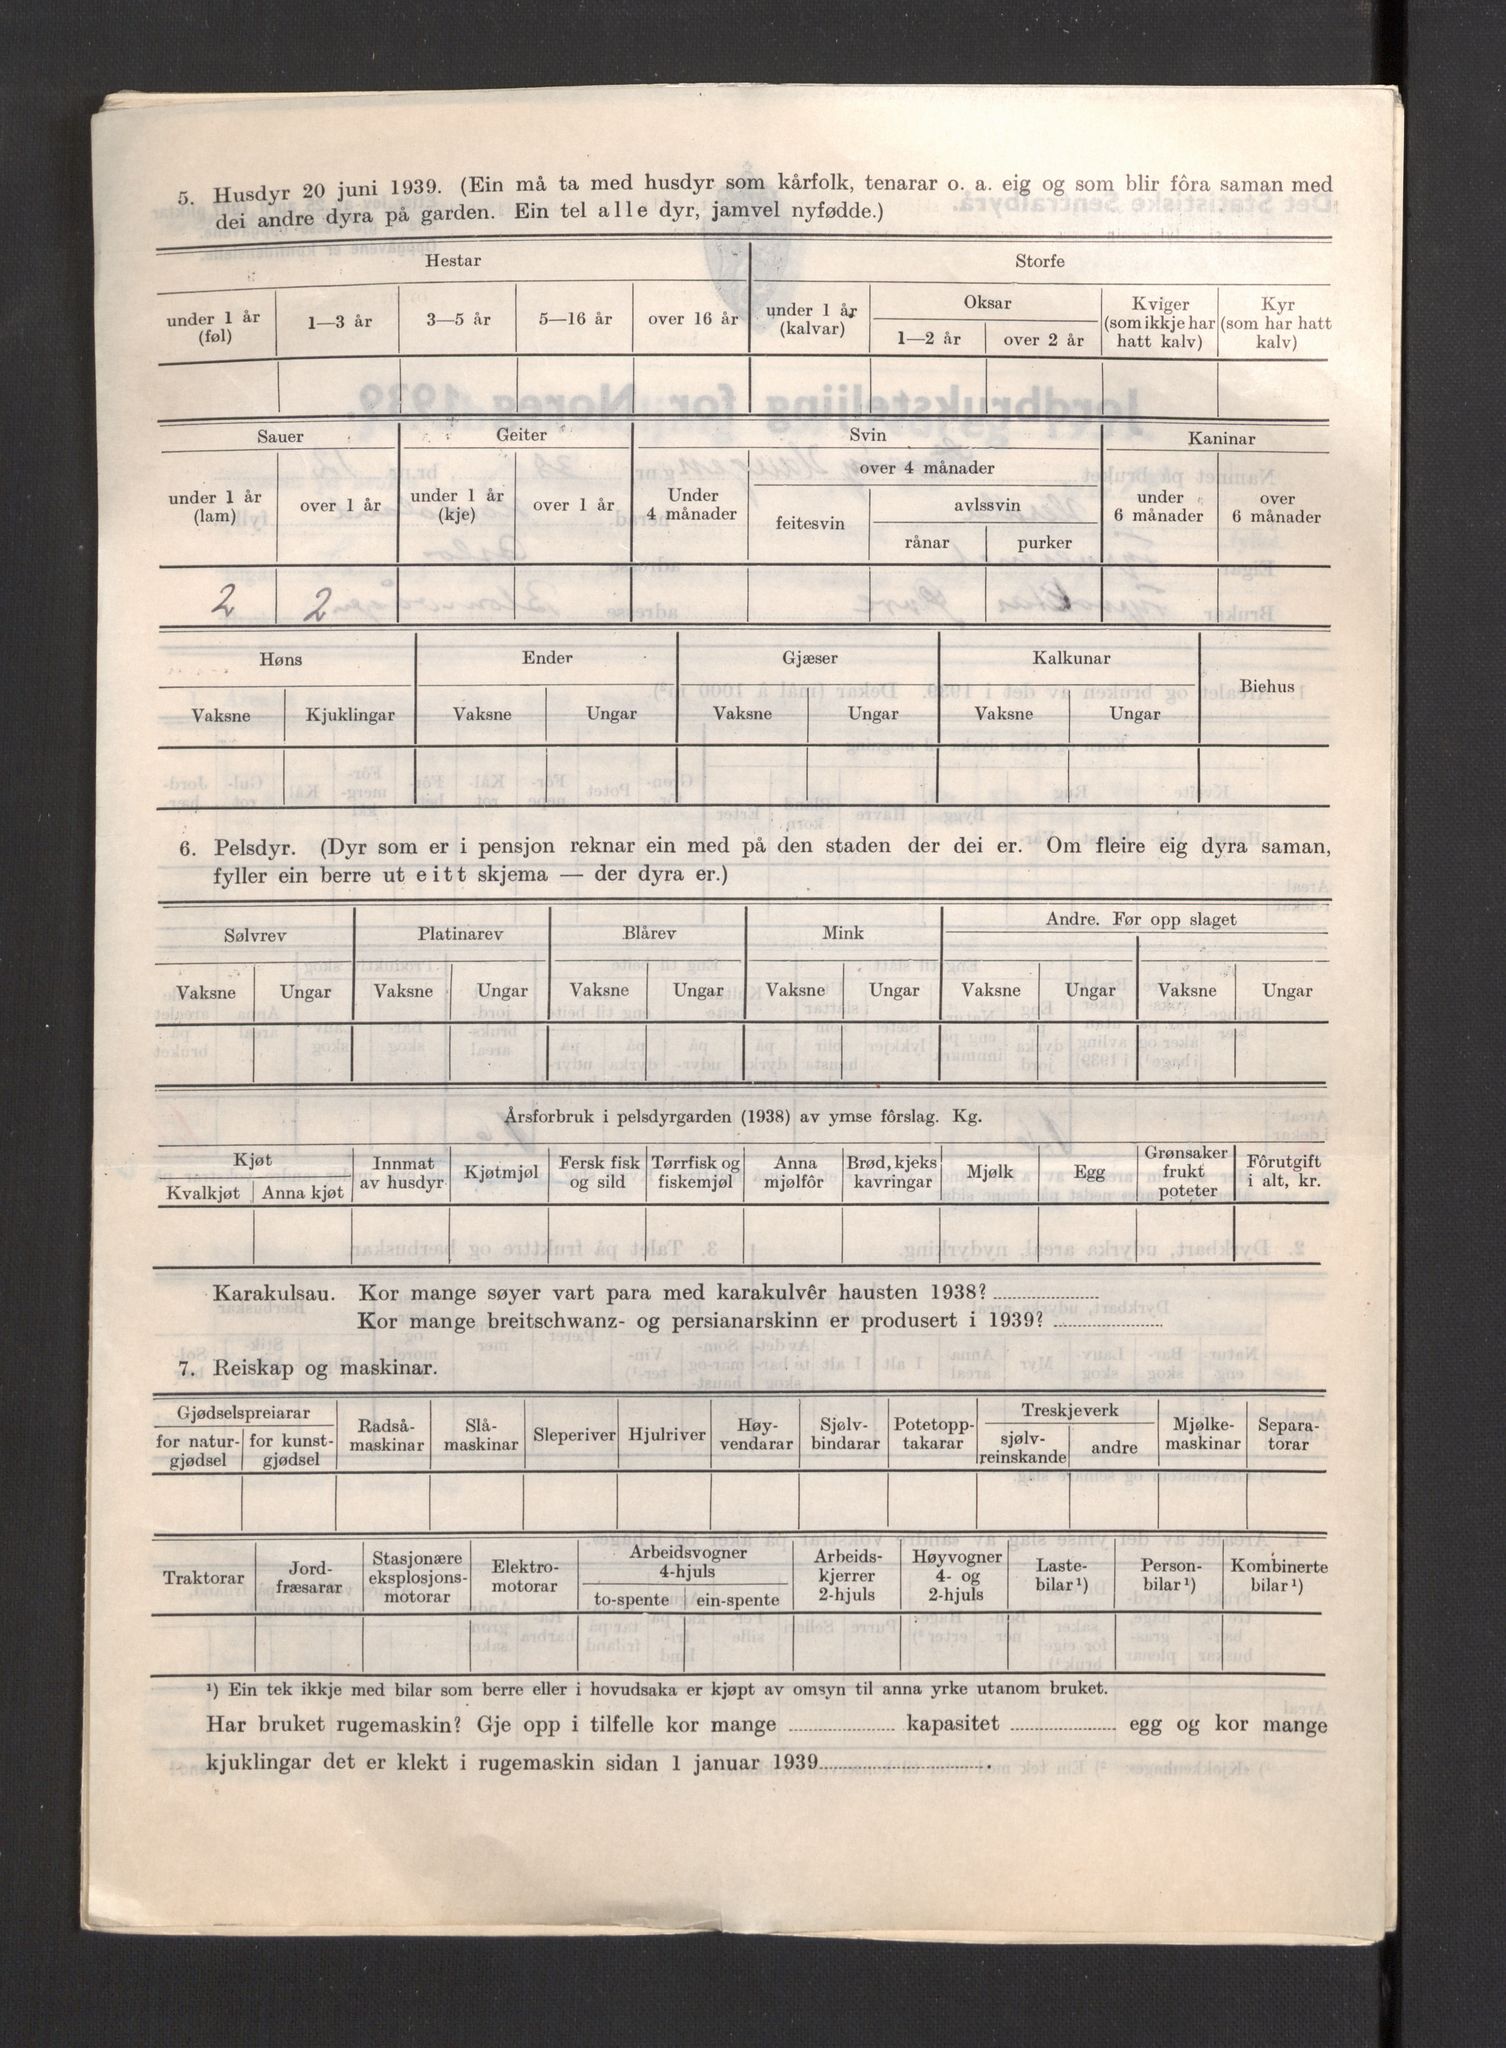 5. Husdyr 20 juni 1939. (Ein må ta med husdyr som kårfolk, tenarar o. a. eig og som blir fôra saman med
dei andre dyra på garden. Ein tel alle dyr, jamvel nyfødde.)
Hestar Storfe
under 1 år (føl) 1—3 år 3—5 år 5—16 år over 16 år under 1 år (kalvar) Oksar 1—2 år over 2 år Kviger (som ikkje har hatt kalv) Kyr (som har hatt kalv)
Sauer Geiter Svin Kaninar
under 1 år (lam) over 1 år under 1 år (kje) over 1 år Under 4 månader over 4 månader feitesvin avlssvin rånar purker under 6 månader over 6 månader
2 2
Høns Ender Gjæser Kalkunar Biehus
Vaksne Kjuklingar Vaksne Ungar Vaksne Ungar Vaksne Ungar
6. Pelsdyr. (Dyr som er i pensjon reknar ein med på den staden der dei er. Om fleire eig dyra saman,
fyller ein berre ut eitt skjema — der dyra er.)
Sølvrev Platinarev Blårev Mink Andre. Før opp slaget
Vaksne Ungar Vaksne Ungar Vaksne Ungar Vaksne Ungar Vaksne Ungar Vaksne Ungar
Årsforbruk i pelsdyrgarden (1938) av ymse fôrslag. Kg.
Kjøt Kvalkjøt Anna kjøt Innmat av husdyr Kjøtmjøl Fersk fisk og sild Tørrfisk og fiskemjøl Anna mjølfôr Brød, kjeks kavringar Mjølk Egg Grønsaker frukt poteter Fôrutgift i alt, kr.
Karakulsau. Kor mange søyer vart para med karakulvêr hausten 1938?
Kor mange breitschwanz- og persianarskinn er produsert i 1939?
7. Reiskap og maskinar.
Gjødselspreiarar for natur-gjødsel for kunst-gjødsel Radså-maskinar Slå-maskinar Sleperiver Hjulriver Høy-vendarar Sjølv-bindarar Potetopp-takarar Treskjeverk sjølv-reinskande andre Mjølke-maskinar Separa-torar
Traktorar Jord-fræsarar Stasjonære eksplosjons-motorar Elektro-motorar Arbeidsvogner 4-hjuls to-spente ein-spente Arbeids-kjerrer 2-hjuls Høyvogner 4- og 2-hjuls Laste-bilar ¹) Person-bilar ¹) Kombinerte bilar ¹)
¹) Ein tek ikkje med bilar som berre eller i hovudsaka er kjøpt av omsyn til anna yrke utanom bruket.
Har bruket rugemaskin? Gje opp i tilfelle kor mange kapasitet egg og kor mange
kjuklingar det er klekt i rugemaskin sidan 1 januar 1939.